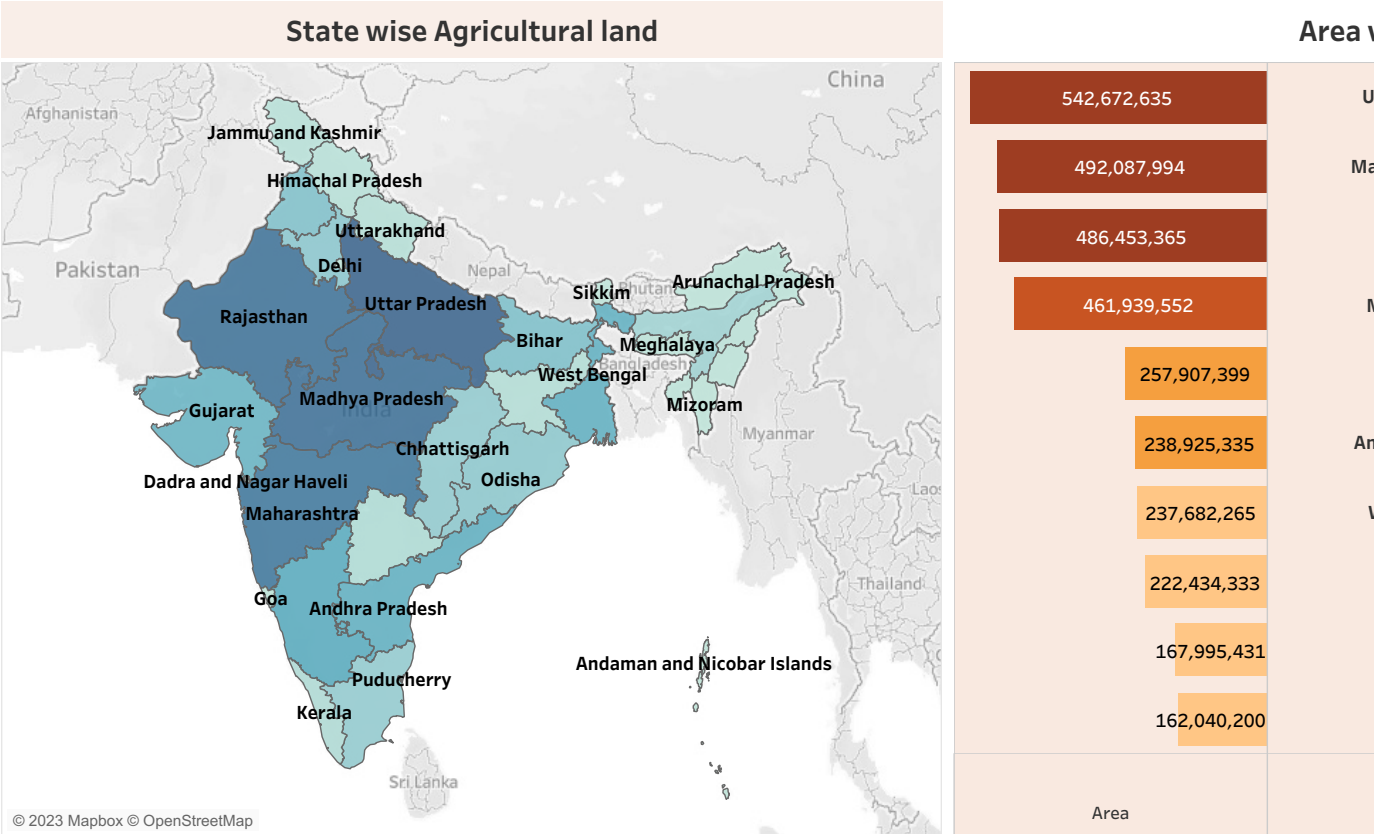 State wise Agricultural land
Area
China
Afghanistan
Jammu and Kashmir
Himachal Pradesh
Uttarakhand
Pakistan
Delhi
Nepal
Arunachal Pradesh
Sikkim
Bhutan
Uttar Pradesh
Rajasthan
Bihar
Meghalaya
Bangladesh
West Bengal
Madhya Pradesh
India
Gujarat
Mizoram
Myanmar
Chhattisgarh
Dadra and Nagar Haveli
Odisha
Laos
Maharashtra
Thailand
Goa
Andhra Pradesh
Andaman and Nicobar Islands
Puducherry
Kerala
Sri Lanka
© 2023 Mapbox © OpenStreetMap
542,672,635
492,087,994
486,453,365
461,939,552
257,907,399
238,925,335
237,682,265
222,434,333
167,995,431
162,040,200
Area